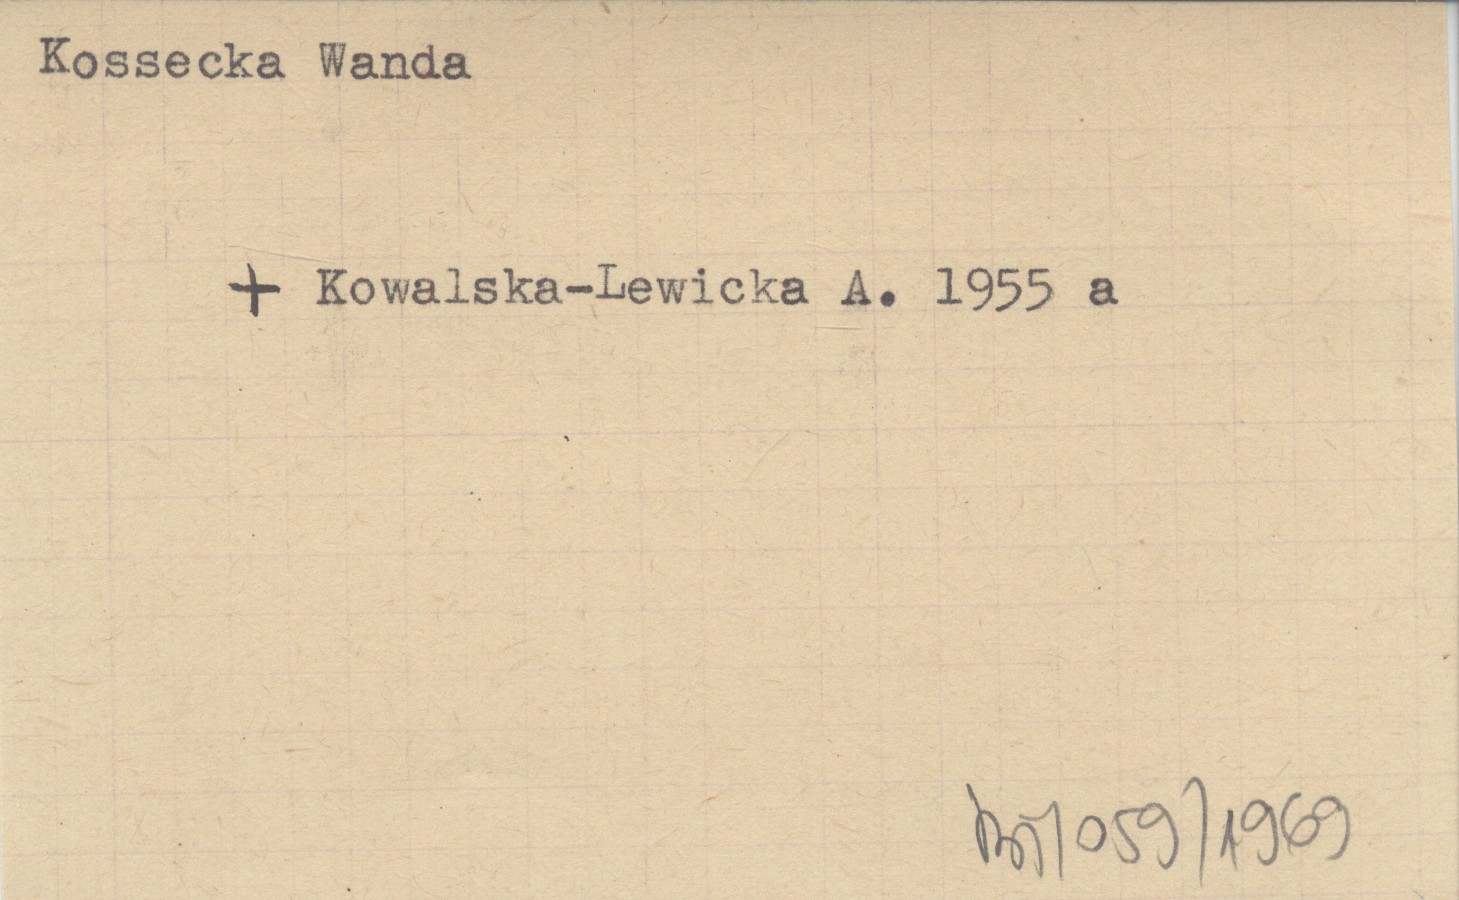 Kossecka Wanda
+ Kowalska-Lewicka A. 1955 a
/059/1969